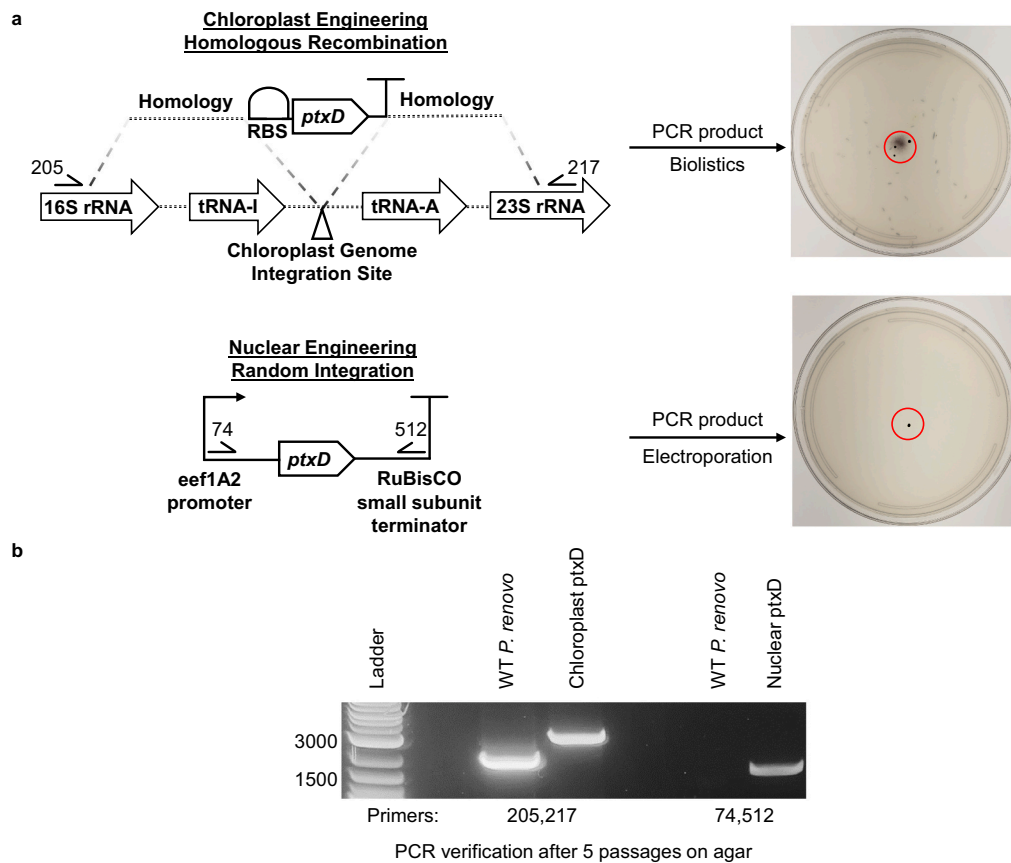 a
Chloroplast Engineering
Homologous Recombination
Homology
Homology
ptxD
RBS
205
217
16S rRNA
tRNA-I
tRNA-A
23S rRNA
Chloroplast Genome
Integration Site
PCR product
Biolistics
Nuclear Engineering
Random Integration
74
512
ptxD
eef1A2
promoter
RuBisCO
small subunit
terminator
PCR product
Electroporation
b
Ladder
WT P. renovo
Chloroplast ptxD
WT P. renovo
Nuclear ptxD
3000
1500
Primers:
205,217
74,512
PCR verification after 5 passages on agar